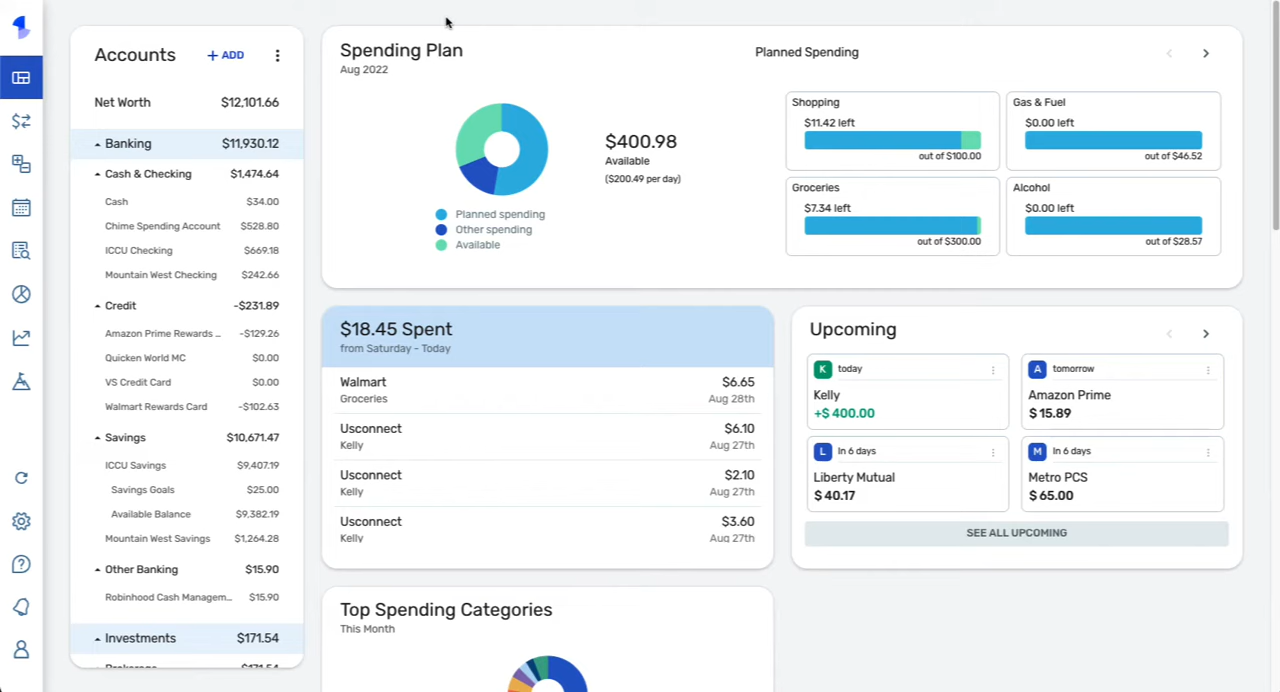 Accounts
+ ADD
Net Worth $12,101.66
Banking $11,930.12
Cash & Checking $1,474.64
Cash $34.00
Chime Spending Account $528.80
ICCU Checking $669.18
Mountain West Checking $242.66
Credit -$231.89
Amazon Prime Rewards ... -$129.26
Quicken World MC $0.00
VS Credit Card $0.00
Walmart Rewards Card -$102.63
Savings $10,671.47
ICCU Savings $9,407.19
Savings Goals $25.00
Available Balance $9,382.19
Mountain West Savings $1,264.28
Other Banking $15.90
Robinhood Cash Managem... $15.90
Investments $171.54
Brokerage $171.54
Spending Plan
Aug 2022
$400.98
Available
($200.49 per day)
Planned spending
Other spending
Available
Planned Spending
Shopping
$11.42 left
out of $100.00
Gas & Fuel
$0.00 left
out of $46.52
Groceries
$7.34 left
out of $300.00
Alcohol
$0.00 left
out of $28.57
$18.45 Spent
from Saturday - Today
Walmart $6.65
Groceries Aug 28th
Usconnect $6.10
Kelly Aug 27th
Usconnect $2.10
Kelly Aug 27th
Usconnect $3.60
Kelly Aug 27th
Upcoming
K today
Kelly
+$ 400.00
A tomorrow
Amazon Prime
$ 15.89
L In 6 days
Liberty Mutual
$ 40.17
M In 6 days
Metro PCS
$ 65.00
SEE ALL UPCOMING
Top Spending Categories
This Month